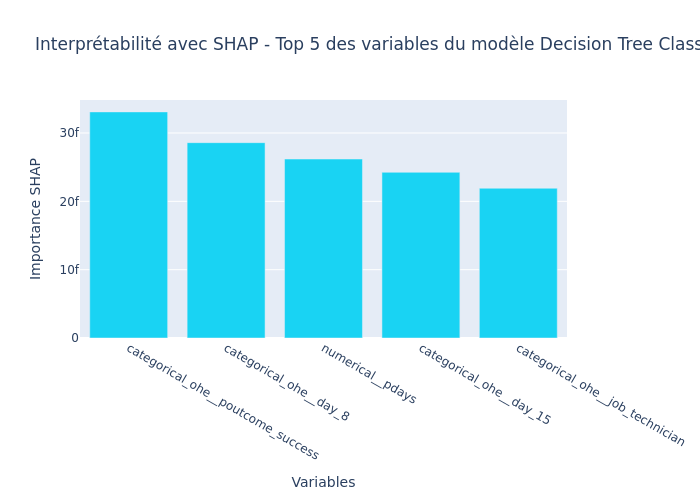 Interprétabilité avec SHAP - Top 5 des variables du modèle Decision Tree Class
Importance SHAP
30f
20f
10f
0
categorical_ohe__poutcome_success
categorical_ohe__day_8
numerical__pdays
categorical_ohe__day_15
categorical_ohe__job_technician
Variables